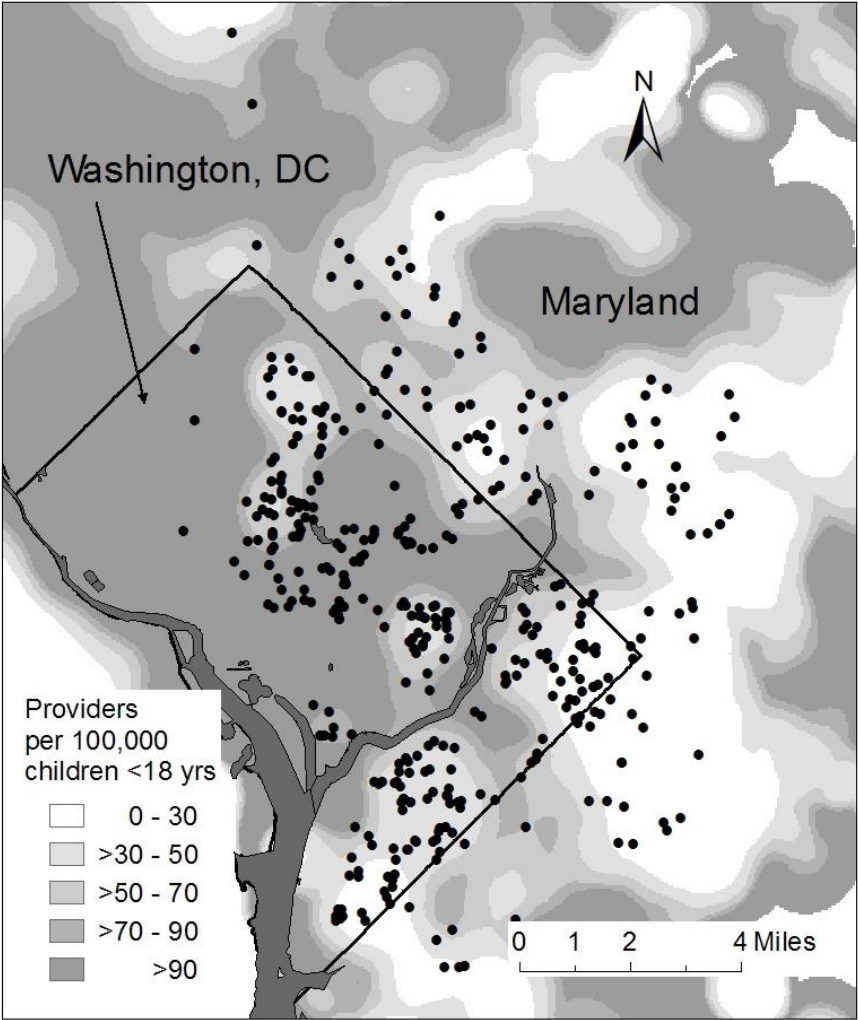 N
Washington, DC
Maryland
Providers
per 100,000
children <18 yrs
0 - 30
>30 - 50
>50 - 70
>70 - 90
>90
0 1 2 4 Miles